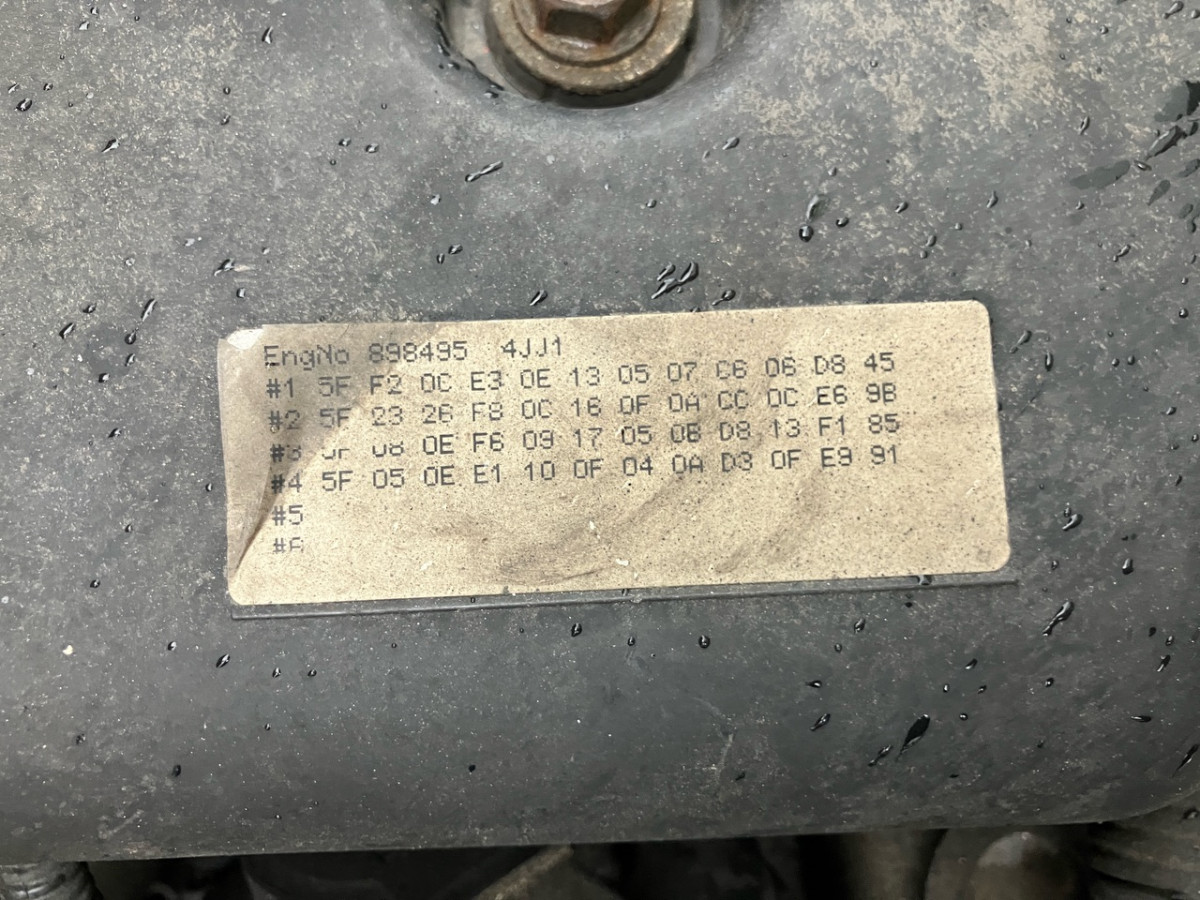 EngNo 898495 4JJ1
#1 5F F2 0C E3 0E 13 05 07 C6 06 D8 45
#2 5F 23 26 F8 0C 16 0F 0A CC 0C E6 9B
#3 0E F6 09 17 05 0B D8 13 F1 85
#4 5F 05 0E E1 10 0F 04 0A D3 0F E9 91
#5